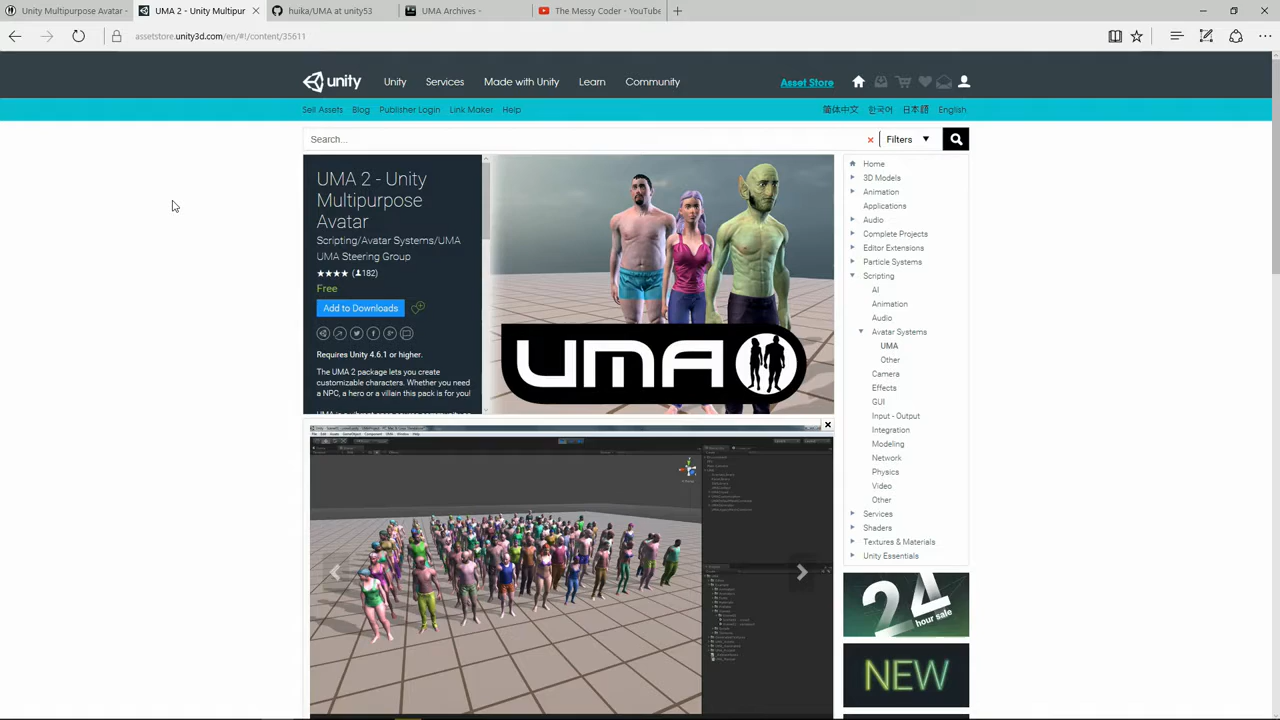 Unity Multipurpose Avatar -
UMA 2 - Unity Multipur
huika/UMA at unity53
UMA Archives -
The Messy Coder - YouTube
assetstore.unity3d.com/en/#!/content/35611
unity
Unity
Services
Made with Unity
Learn
Community
Asset Store
Sell Assets
Blog
Publisher Login
Link Maker
Help
简体中文
한국어
日本語
English
Search...
Filters
UMA 2 - Unity
Multipurpose
Avatar
Scripting/Avatar Systems/UMA
UMA Steering Group
(182)
Free
Add to Downloads
Requires Unity 4.6.1 or higher.
The UMA 2 package lets you create
customizable characters. Whether you need
a NPC, a hero or a villain this pack is for you!
UMA
Home
3D Models
Animation
Applications
Audio
Complete Projects
Editor Extensions
Particle Systems
Scripting
AI
Animation
Audio
Avatar Systems
UMA
Other
Camera
Effects
GUI
Input - Output
Integration
Modeling
Network
Physics
Video
Other
Services
Shaders
Textures & Materials
Unity Essentials
24
hour sale
NEW